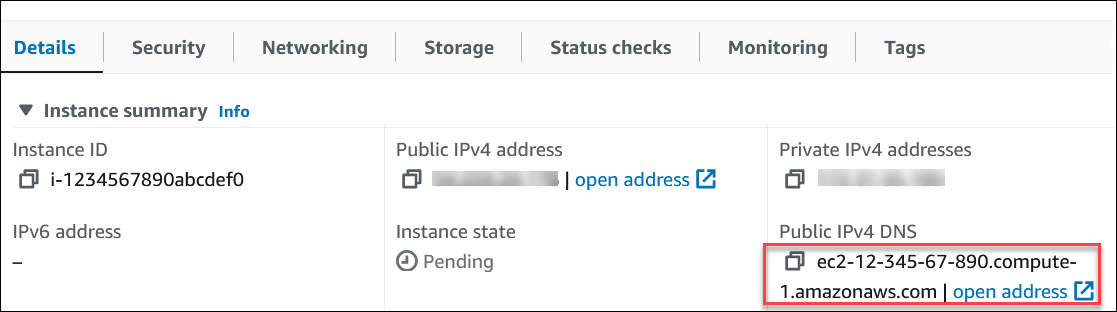 Details Security Networking Storage Status checks Monitoring Tags
Instance summary Info
Instance ID
i-1234567890abcdef0
Public IPv4 address
| open address
Private IPv4 addresses
IPv6 address
–
Instance state
Pending
Public IPv4 DNS
ec2-12-345-67-890.compute-
1.amazonaws.com | open address